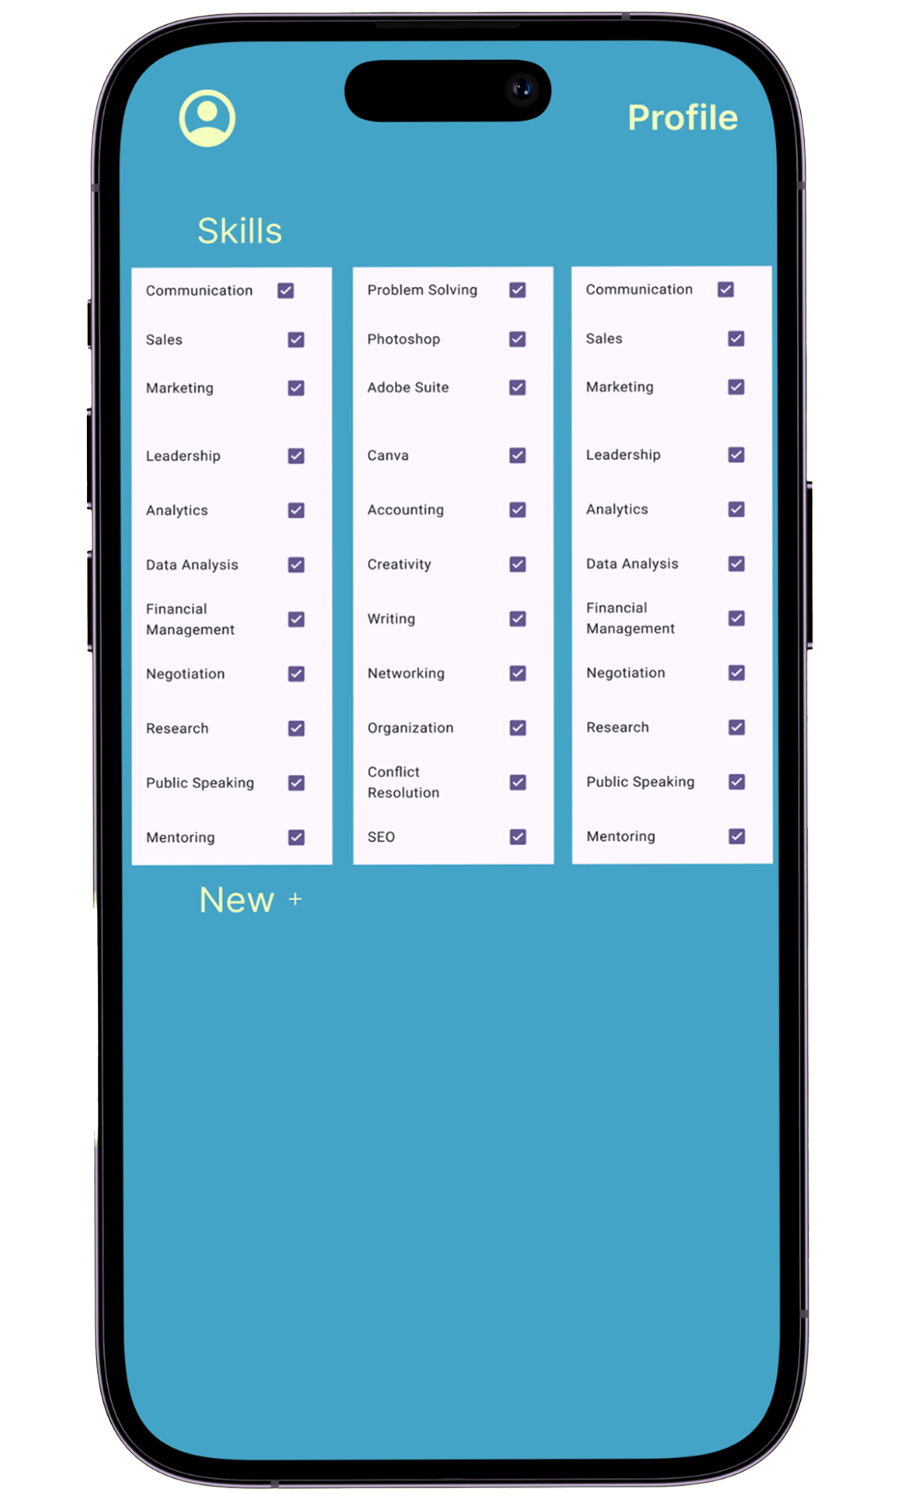 Profile
Skills
Communication
Sales
Marketing
Leadership
Analytics
Data Analysis
Financial
Management
Negotiation
Research
Public Speaking
Mentoring
Problem Solving
Photoshop
Adobe Suite
Canva
Accounting
Creativity
Writing
Networking
Organization
Conflict
Resolution
SEO
Communication
Sales
Marketing
Leadership
Analytics
Data Analysis
Financial
Management
Negotiation
Research
Public Speaking
Mentoring
New +